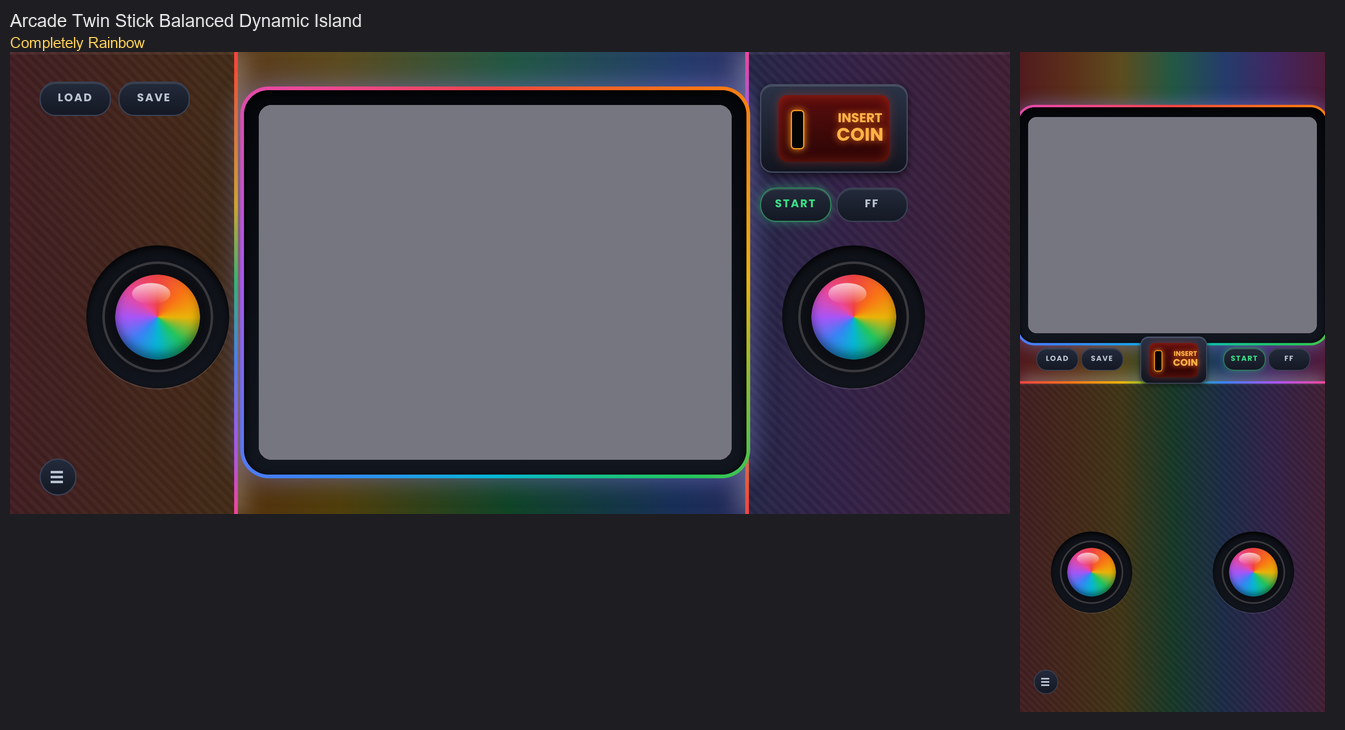 Arcade Twin Stick Balanced Dynamic Island
Completely Rainbow
LOAD
SAVE
INSERT
COIN
START
FF
LOAD
SAVE
INSERT
COIN
START
FF